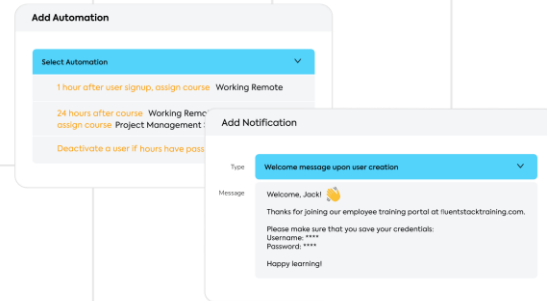 Add Automation
Select Automation
1 hour after user signup, assign course Working Remote
24 hours after course Working
assign course Project Management
Deactivate a user if hours have pass
Add Notification
Type Welcome message upon user creation
Message Welcome, Jack! 👋
Thanks for joining our employee training portal at fluentstacktraining.com.
Please make sure that you save your credentials:
Username: ****
Password: ****
Happy learning!